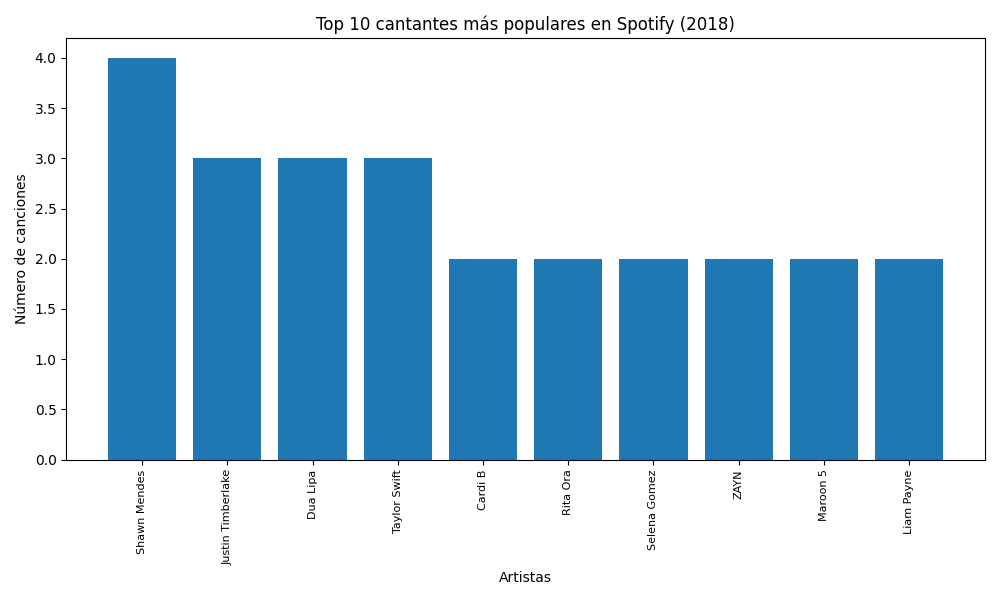 Top 10 cantantes más populares en Spotify (2018)
Número de canciones
4.0
3.5
3.0
2.5
2.0
1.5
1.0
0.5
0.0
Shawn Mendes
Justin Timberlake
Dua Lipa
Taylor Swift
Cardi B
Rita Ora
Selena Gomez
ZAYN
Maroon 5
Liam Payne
Artistas